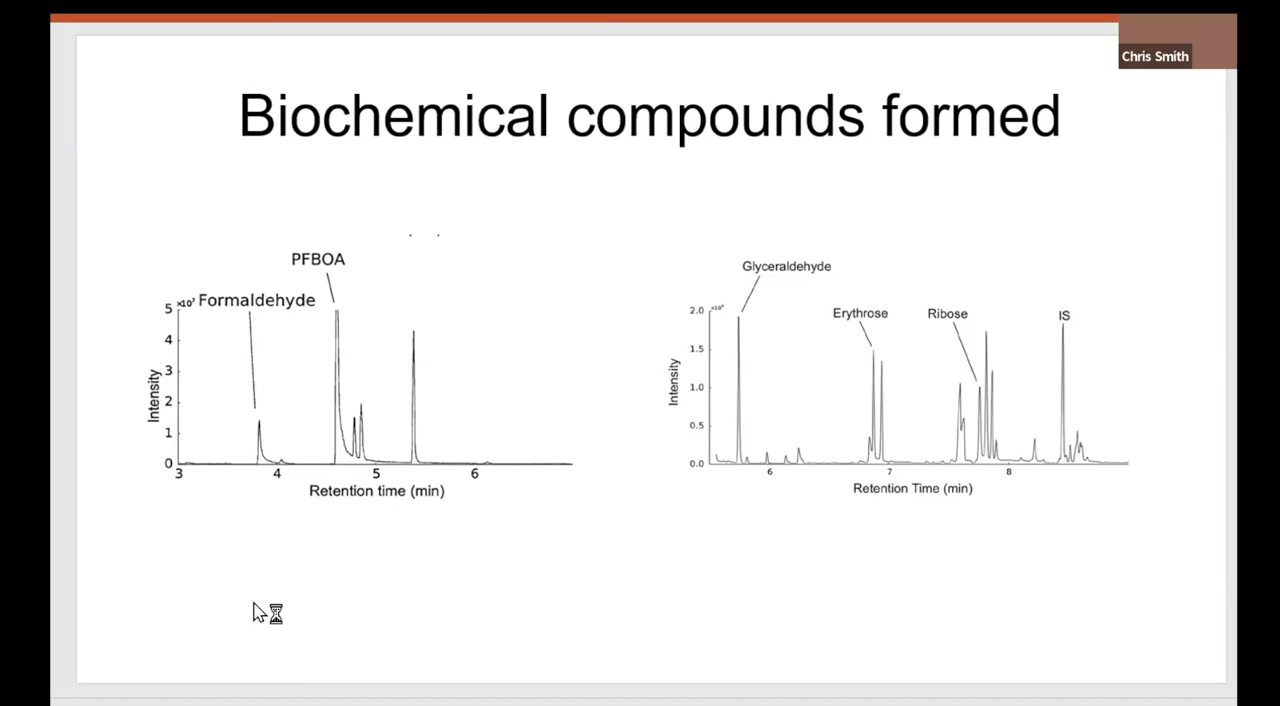 Chris Smith
Biochemical compounds formed
PFBOA
×10⁷ Formaldehyde
5
4
3
2
1
0
Intensity
3 4 5 6
Retention time (min)
Glyceraldehyde
Erythrose
Ribose
IS
2.0
1.5
1.0
0.5
0.0
Intensity
6 7 8
Retention Time (min)